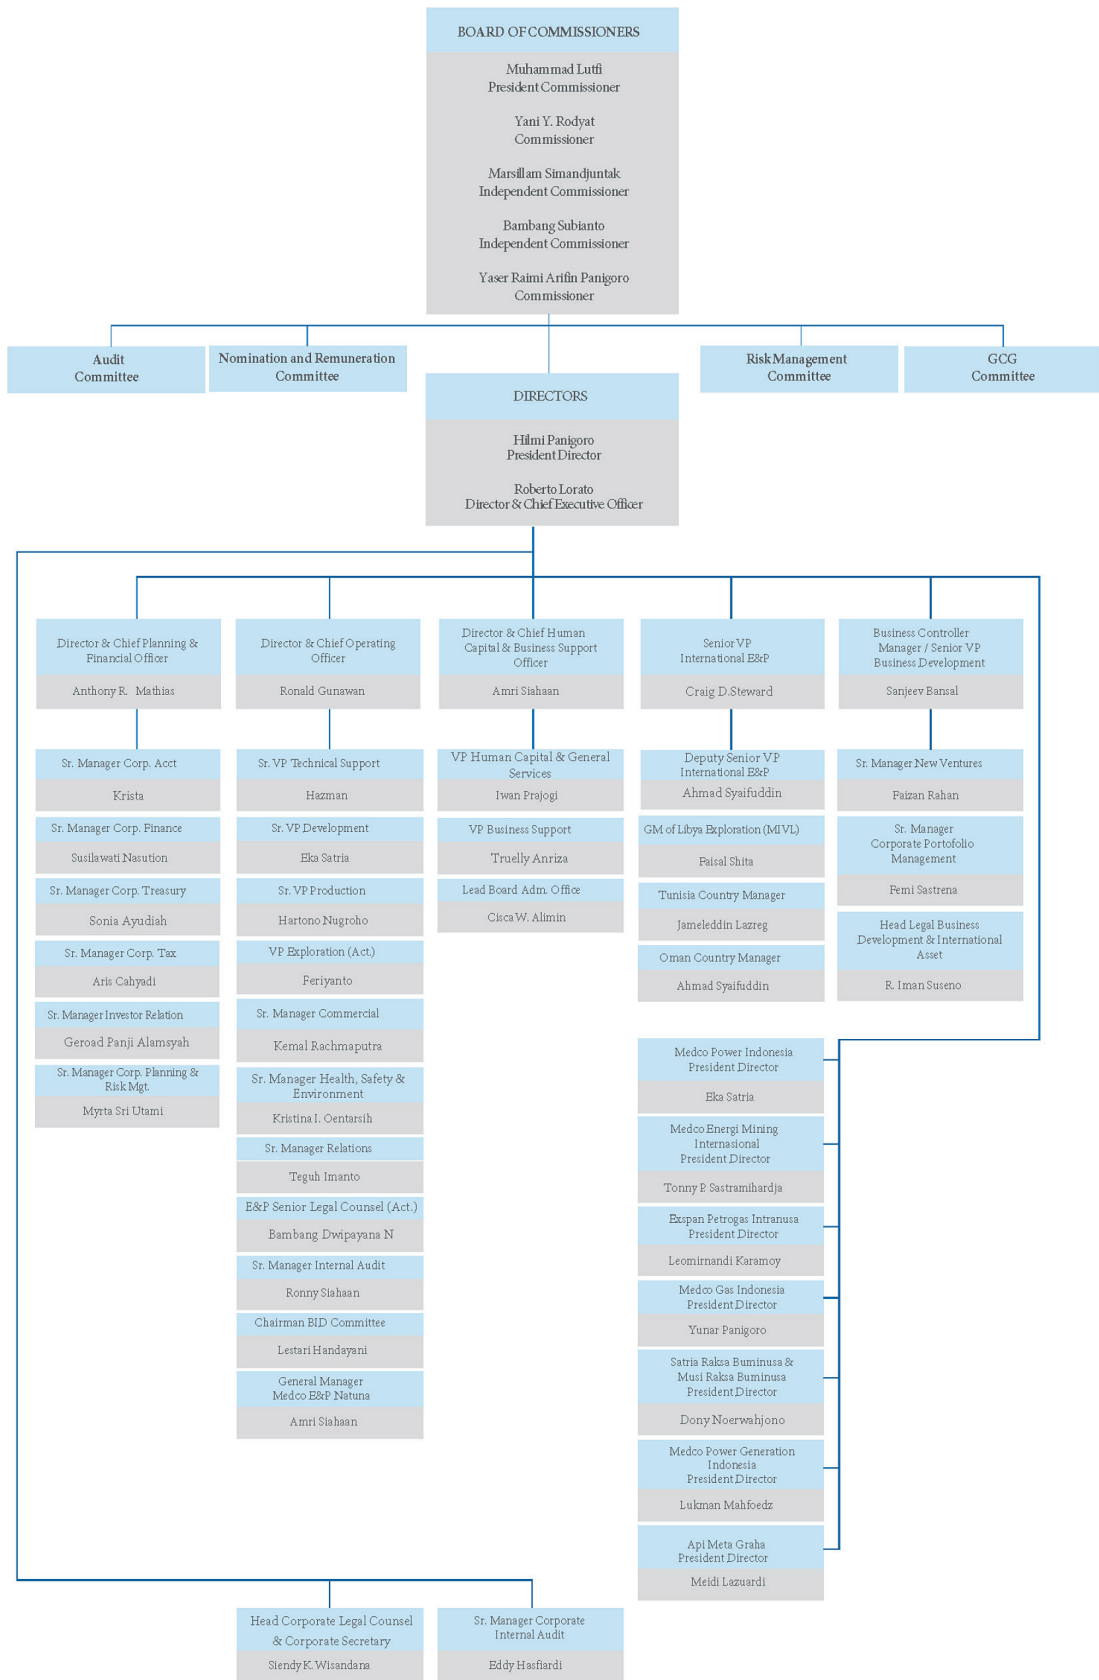 BOARD OF COMMISSIONERS
Muhammad Lutfi
President Commissioner
Yani Y. Rodyat
Commissioner
Marsillam Simandjuntak
Independent Commissioner
Bambang Subianto
Independent Commissioner
Yaser Raimi Arifin Panigoro
Commissioner
Audit
Committee
Nomination and Remuneration
Committee
Risk Management
Committee
GCG
Committee
DIRECTORS
Hilmi Panigoro
President Director
Roberto Lorato
Director & Chief Executive Officer
Director & Chief Planning &
Financial Officer
Anthony R. Mathias
Sr. Manager Corp. Acct
Krista
Sr. Manager Corp. Finance
Susilawati Nasution
Sr. Manager Corp. Treasury
Sonia Ayudiah
Sr. Manager Corp. Tax
Aris Cahyadi
Sr. Manager Investor Relation
Geroad Panji Alamsyah
Sr. Manager Corp. Planning &
Risk Mgt.
Myrta Sri Utami
Director & Chief Operating
Officer
Ronald Gunawan
Sr. VP Technical Support
Hazman
Sr. VP Development
Eka Satria
Sr. VP Production
Hartono Nugroho
VP Exploration (Act.)
Feriyanto
Sr. Manager Commercial
Kemal Rachmaputra
Sr. Manager Health, Safety &
Environment
Kristina I. Oentarsih
Sr. Manager Relations
Teguh Imanto
E&P Senior Legal Counsel (Act.)
Bambang Dwipayana N
Sr. Manager Internal Audit
Ronny Siahaan
Chairman BID Committee
Lestari Handayani
General Manager
Medco E&P Natuna
Amri Siahaan
Director & Chief Human
Capital & Business Support
Officer
Amri Siahaan
VP Human Capital & General
Services
Iwan Prajogi
VP Business Support
Truelly Anriza
Lead Board Adm. Office
Cisca W. Alimin
Senior VP
International E&P
Craig D.Steward
Deputy Senior VP
International E&P
Ahmad Syaifuddin
GM of Libya Exploration (MIVL)
Faisal Shita
Tunisia Country Manager
Jameleddin Lazreg
Oman Country Manager
Ahmad Syaifuddin
Business Controller
Manager / Senior VP
Business Development
Sanjeev Bansal
Sr. Manager New Ventures
Faizan Rahan
Sr. Manager
Corporate Portofolio
Management
Femi Sastrena
Head Legal Business
Development & International
Asset
R. Iman Suseno
Medco Power Indonesia
President Director
Eka Satria
Medco Energi Mining
Internasional
President Director
Tonny P. Sastramihardja
Exspan Petrogas Intranusa
President Director
Leomirnandi Karamoy
Medco Gas Indonesia
President Director
Yunar Panigoro
Satria Raksa Buminusa &
Musi Raksa Buminusa
President Director
Dony Noerwahjono
Medco Power Generation
Indonesia
President Director
Lukman Mahfoedz
Api Meta Graha
President Director
Meidi Lazuardi
Head Corporate Legal Counsel
& Corporate Secretary
Siendy K. Wisandana
Sr. Manager Corporate
Internal Audit
Eddy Hasfiardi